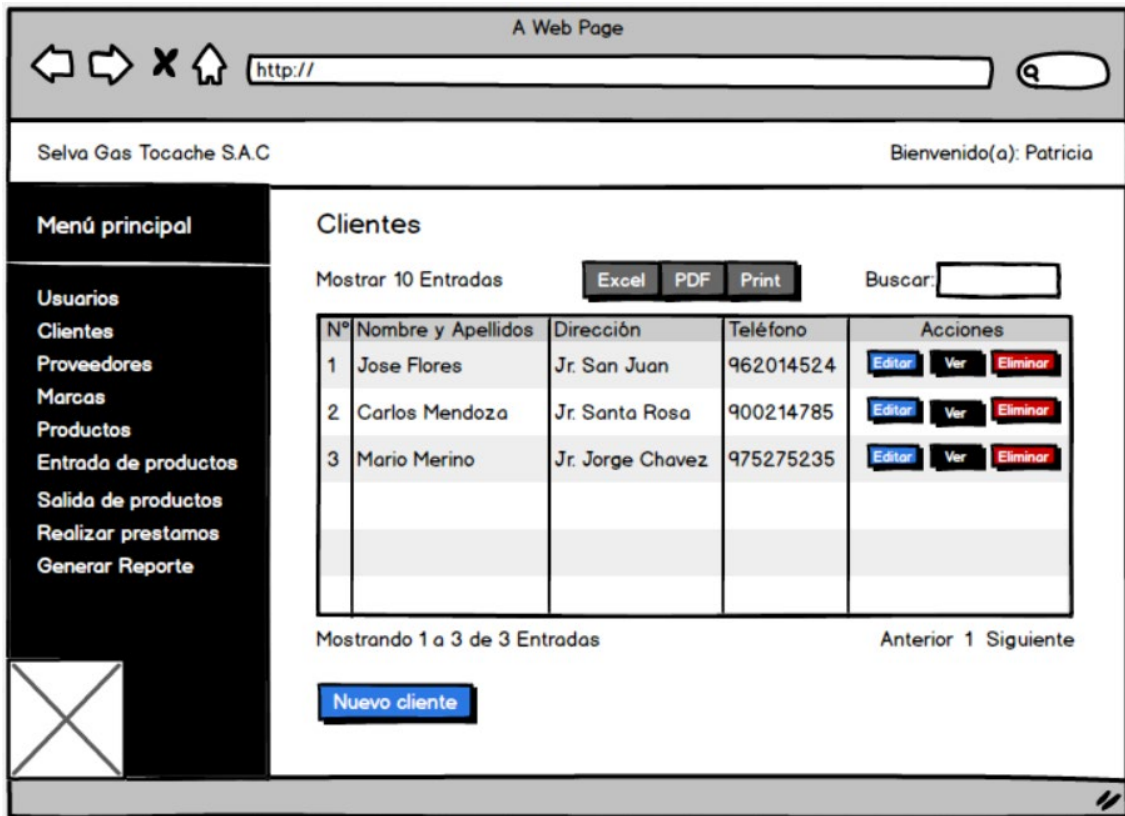 A Web Page
http://
Selva Gas Tocache S.A.C Bienvenido(a): Patricia
Menú principal
Usuarios
Clientes
Proveedores
Marcas
Productos
Entrada de productos
Salida de productos
Realizar prestamos
Generar Reporte
Clientes
Mostrar 10 Entradas Excel PDF Print Buscar:
N° Nombre y Apellidos Dirección Teléfono Acciones
1 Jose Flores Jr. San Juan 962014524 Editar Ver Eliminar
2 Carlos Mendoza Jr. Santa Rosa 900214785 Editar Ver Eliminar
3 Mario Merino Jr. Jorge Chavez 975275235 Editar Ver Eliminar
Mostrando 1 a 3 de 3 Entradas Anterior 1 Siguiente
Nuevo cliente